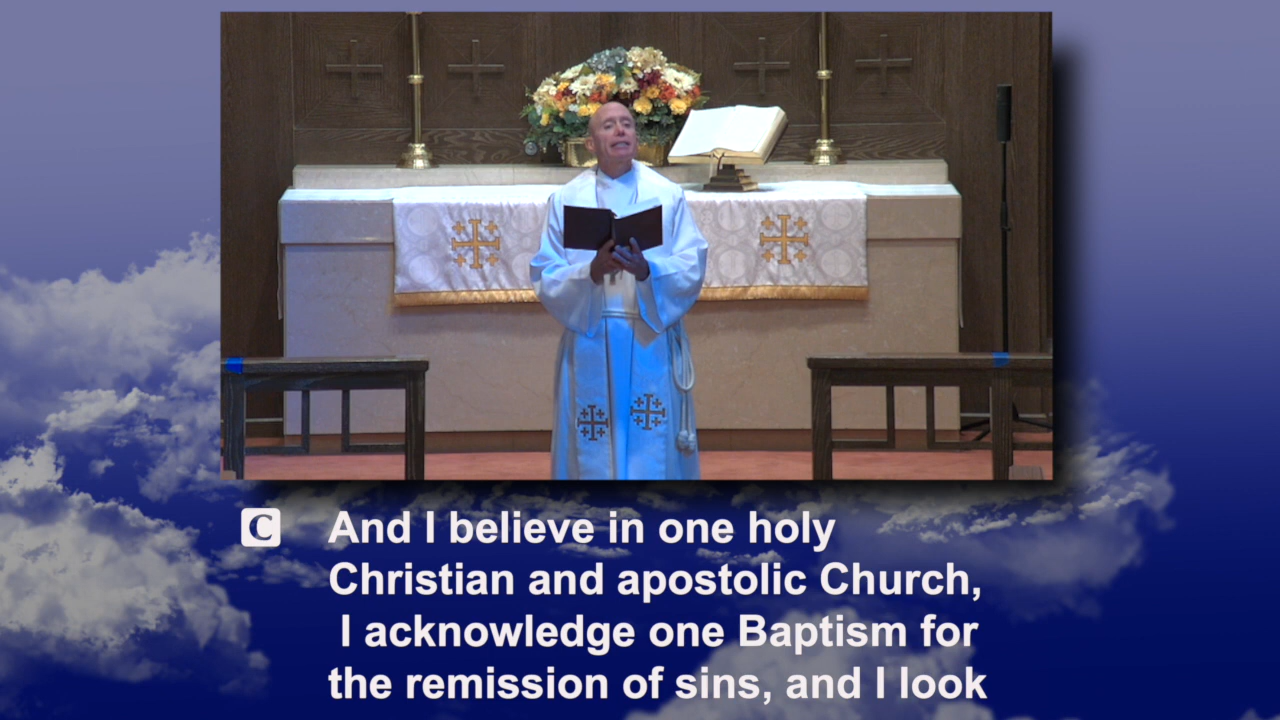 C And I believe in one holy
Christian and apostolic Church,
I acknowledge one Baptism for
the remission of sins, and I look